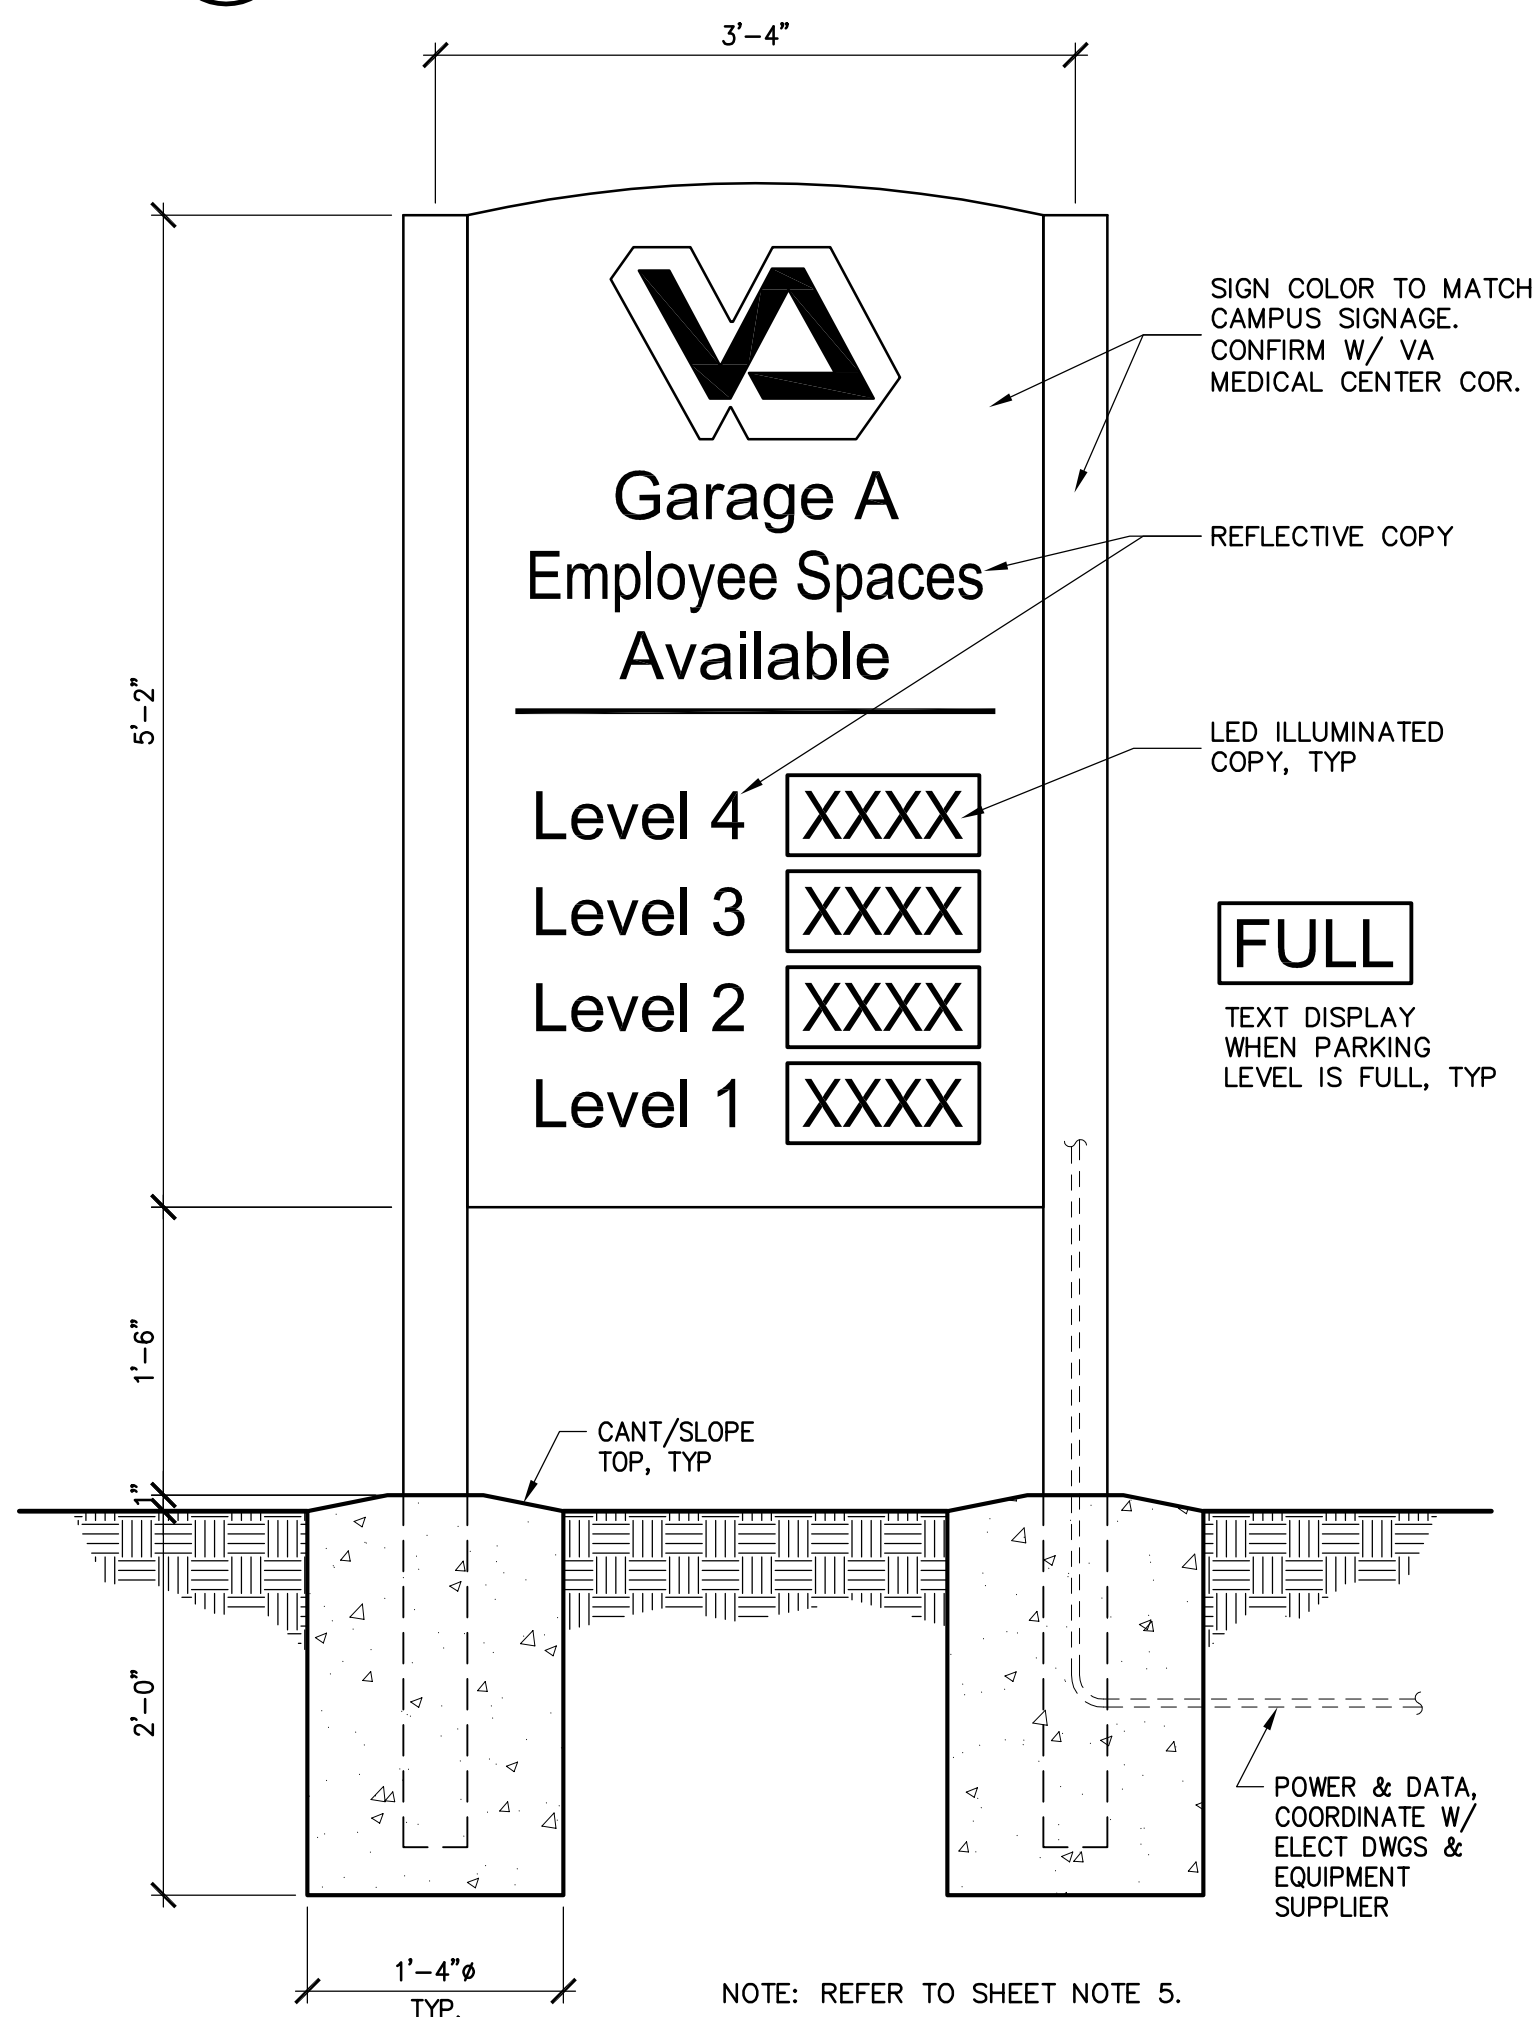 3'-4"
SIGN COLOR TO MATCH
CAMPUS SIGNAGE.
CONFIRM W/ VA
MEDICAL CENTER COR.
VA
Garage A
Employee Spaces
Available
REFLECTIVE COPY
5'-2"
LED ILLUMINATED
COPY, TYP
Level 4 XXXX
Level 3 XXXX
Level 2 XXXX
Level 1 XXXX
FULL
TEXT DISPLAY
WHEN PARKING
LEVEL IS FULL, TYP
1'-6"
CANT/SLOPE
TOP, TYP
1"
2'-0"
POWER & DATA,
COORDINATE W/
ELECT DWGS &
EQUIPMENT
SUPPLIER
1'-4"ø
TYP.
NOTE: REFER TO SHEET NOTE 5.